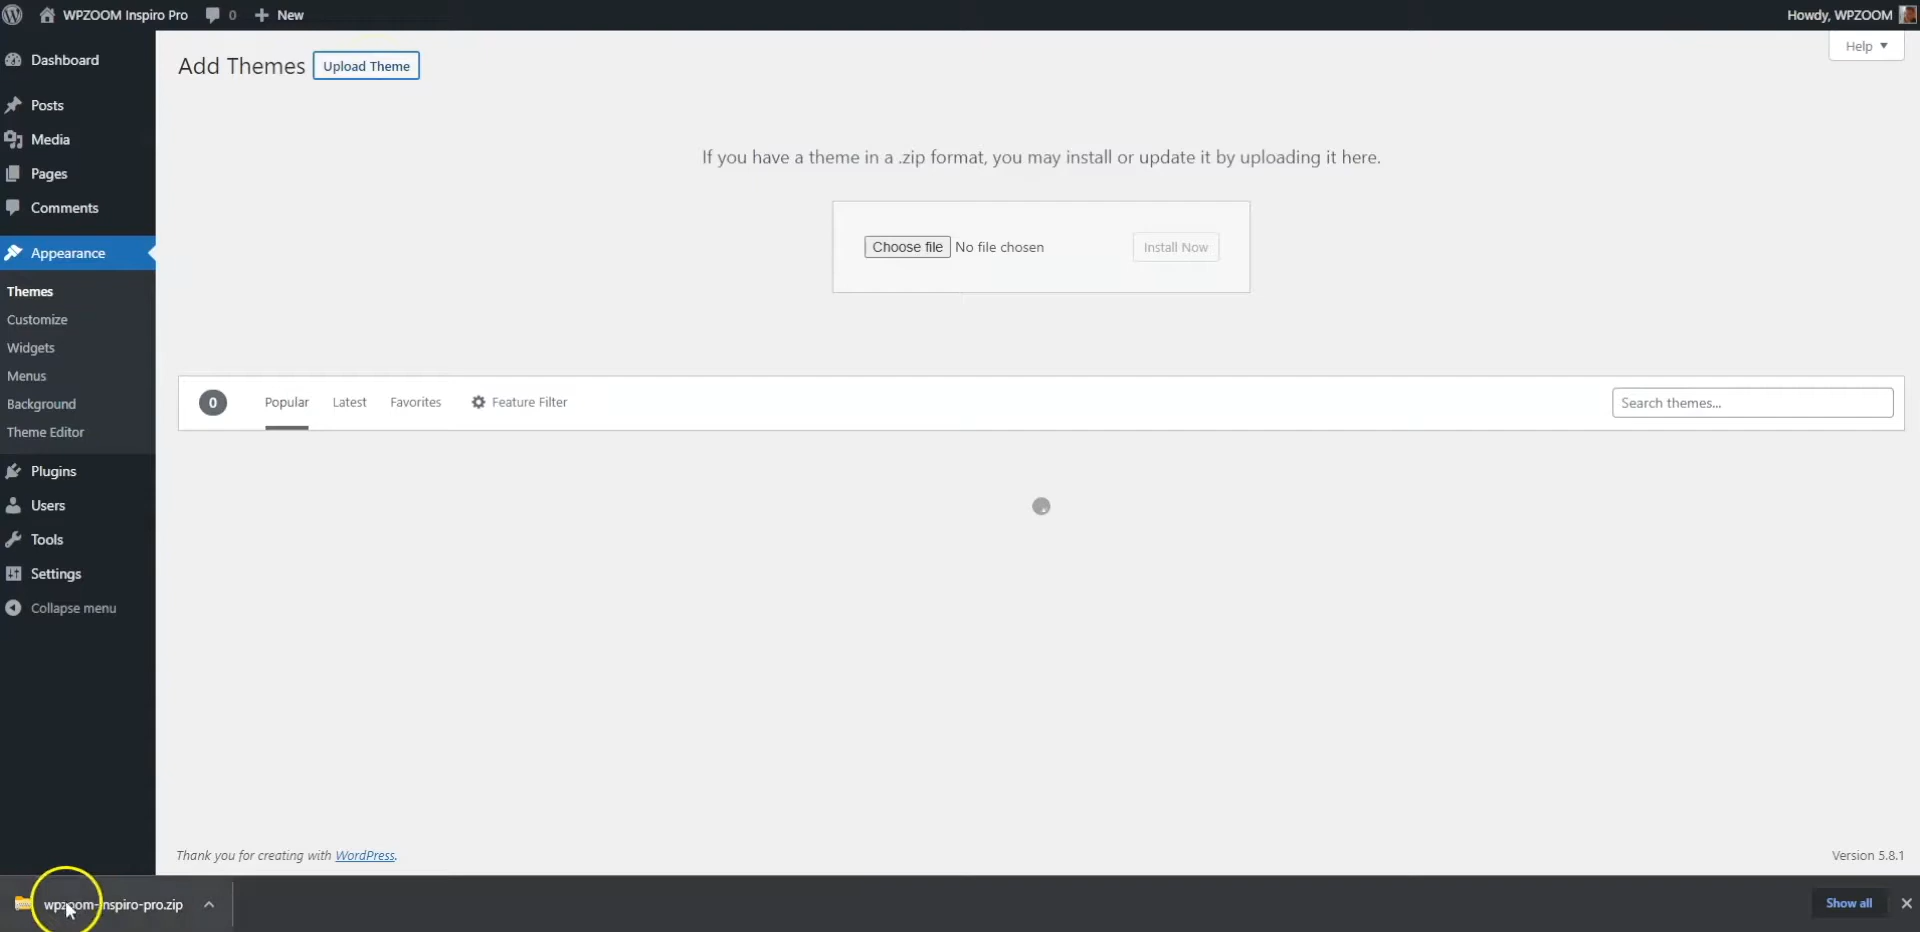 WPZOOM Inspiro Pro 0 New Howdy, WPZOOM
Help
Dashboard
Posts
Media
Pages
Comments
Appearance
Themes
Customize
Widgets
Menus
Background
Theme Editor
Plugins
Users
Tools
Settings
Collapse menu
Add Themes Upload Theme
If you have a theme in a .zip format, you may install or update it by uploading it here.
Choose file No file chosen Install Now
0 Popular Latest Favorites Feature Filter Search themes...
Thank you for creating with WordPress. Version 5.8.1
wpzoom-inspiro-pro.zip Show all